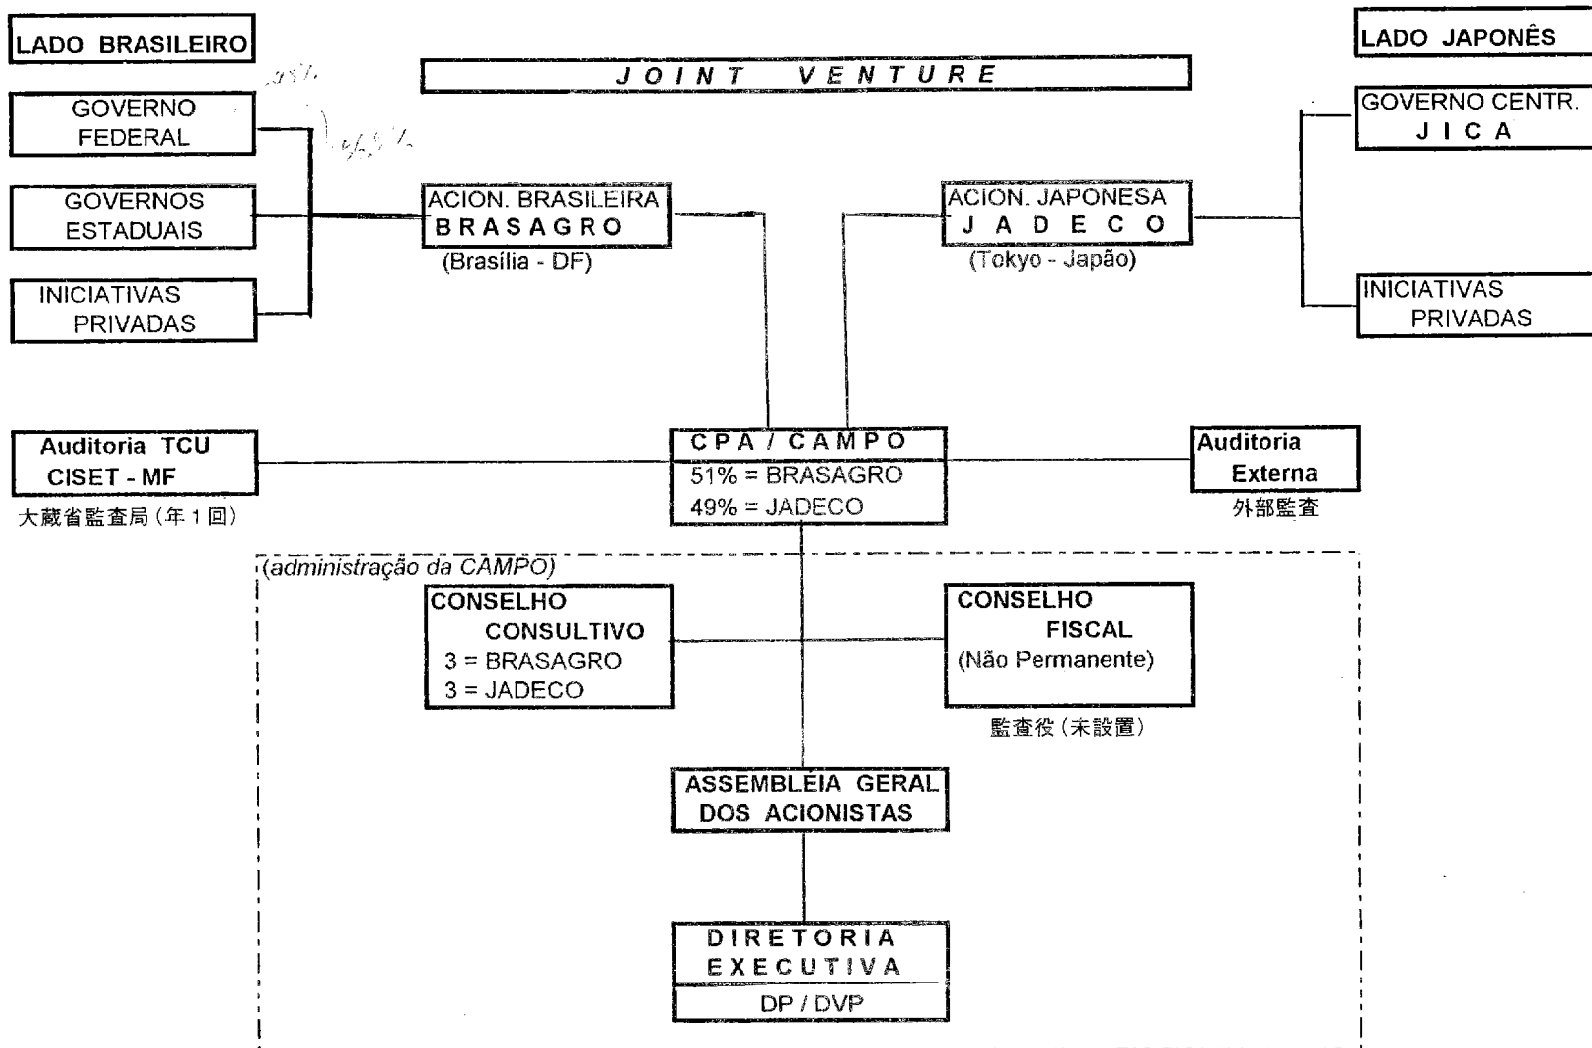 LADO BRASILEIRO
LADO JAPONÊS
JOINT VENTURE
GOVERNO
FEDERAL
GOVERNO CENTR.
JICA
GOVERNOS
ESTADUAIS
ACION. BRASILEIRA
BRASAGRO
(Brasília - DF)
ACION. JAPONESA
JADECO
(Tokyo - Japão)
INICIATIVAS
PRIVADAS
INICIATIVAS
PRIVADAS
Auditoria TCU
CISET - MF
大蔵省監査局(年1回)
CPA / CAMPO
51% = BRASAGRO
49% = JADECO
Auditoria
Externa
外部監査
(administração da CAMPO)
CONSELHO
CONSULTIVO
3 = BRASAGRO
3 = JADECO
CONSELHO
FISCAL
(Não Permanente)
監査役(未設置)
ASSEMBLÉIA GERAL
DOS ACIONISTAS
DIRETORIA
EXECUTIVA
DP / DVP